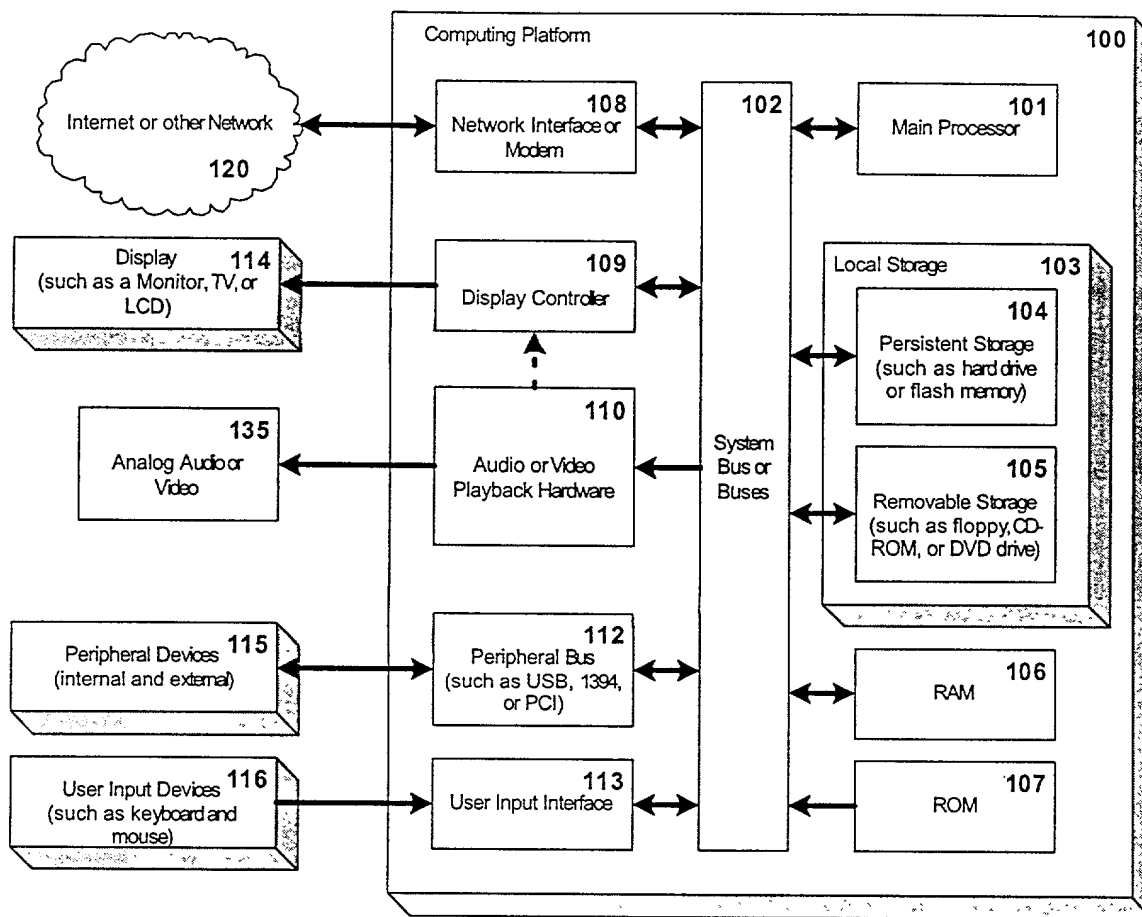 Computing Platform
100
Internet or other Network
120
108
Network Interface or
Modem
102
System
Bus or
Buses
101
Main Processor
Display
114
(such as a Monitor, TV, or
LCD)
109
Display Controller
Local Storage
103
104
Persistent Storage
(such as hard drive
or flash memory)
135
Analog Audio or
Video
110
Audio or Video
Playback Hardware
105
Removable Storage
(such as floppy, CD-
ROM, or DVD drive)
115
Peripheral Devices
(internal and external)
112
Peripheral Bus
(such as USB, 1394,
or PCI)
106
RAM
116
User Input Devices
(such as keyboard and
mouse)
113
User Input Interface
107
ROM